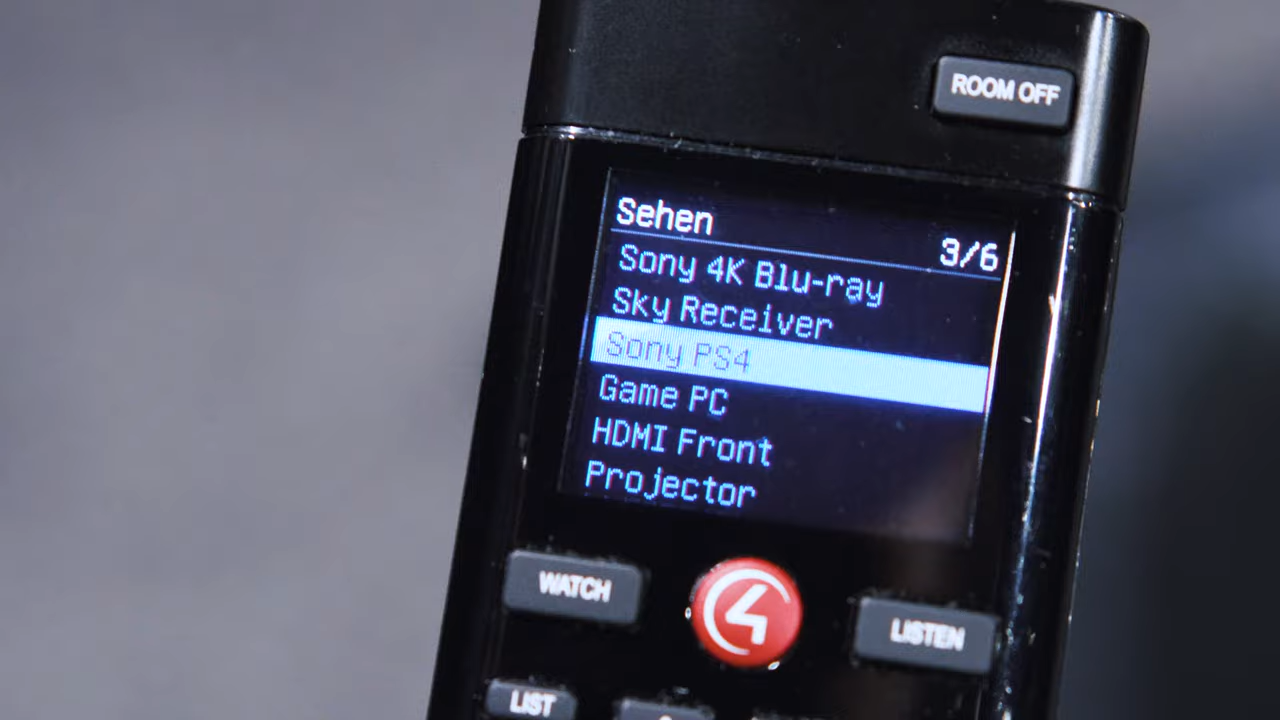 ROOM OFF
Sehen
3/6
Sony 4K Blu-ray
Sky Receiver
Sony PS4
Game PC
HDMI Front
Projector
WATCH
4
LISTEN
LIST